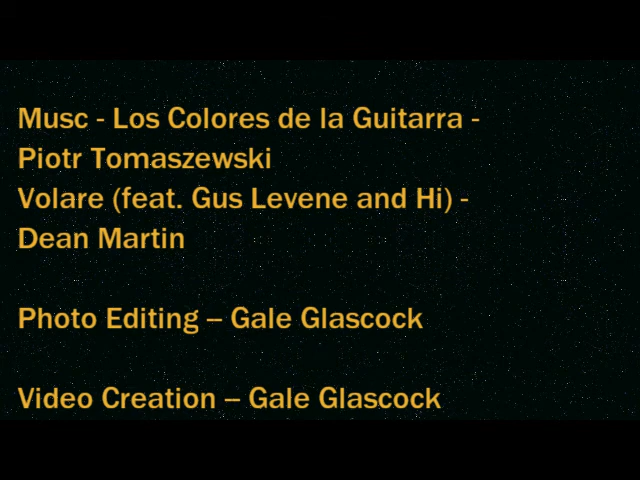 Musc - Los Colores de la Guitarra -
Piotr Tomaszewski
Volare (feat. Gus Levene and Hi) -
Dean Martin
Photo Editing – Gale Glascock
Video Creation – Gale Glascock